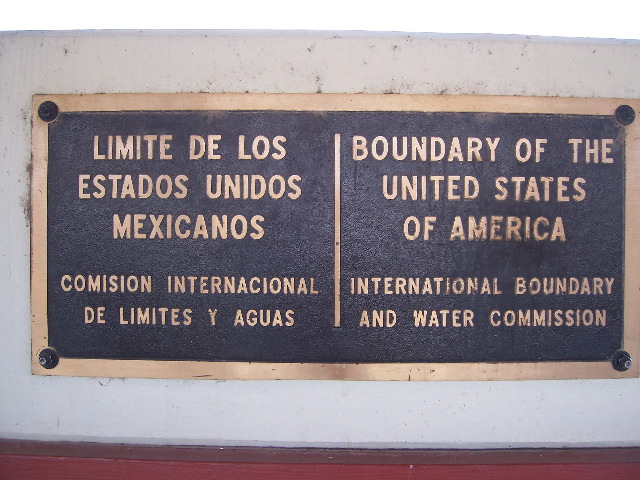 LIMITE DE LOS
ESTADOS UNIDOS
MEXICANOS
COMISION INTERNACIONAL
DE LIMITES Y AGUAS
BOUNDARY OF THE
UNITED STATES
OF AMERICA
INTERNATIONAL BOUNDARY
AND WATER COMMISSION